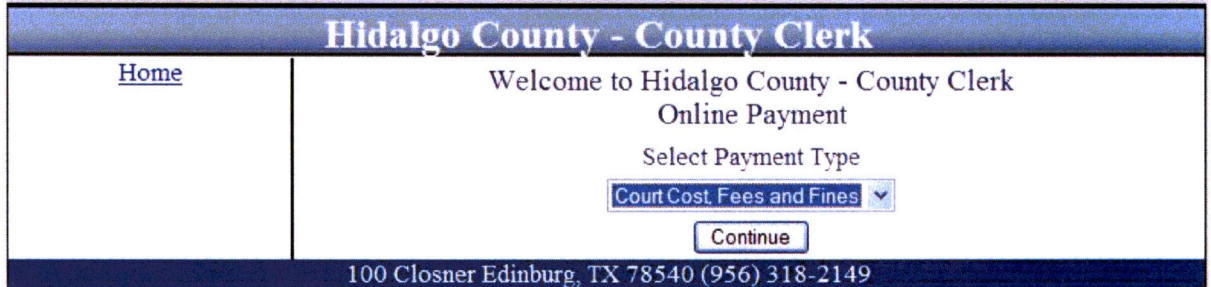 Hidalgo County - County Clerk
Home
Welcome to Hidalgo County - County Clerk
Online Payment
Select Payment Type
Court Cost, Fees and Fines
Continue
100 Closner Edinburg, TX 78540 (956) 318-2149